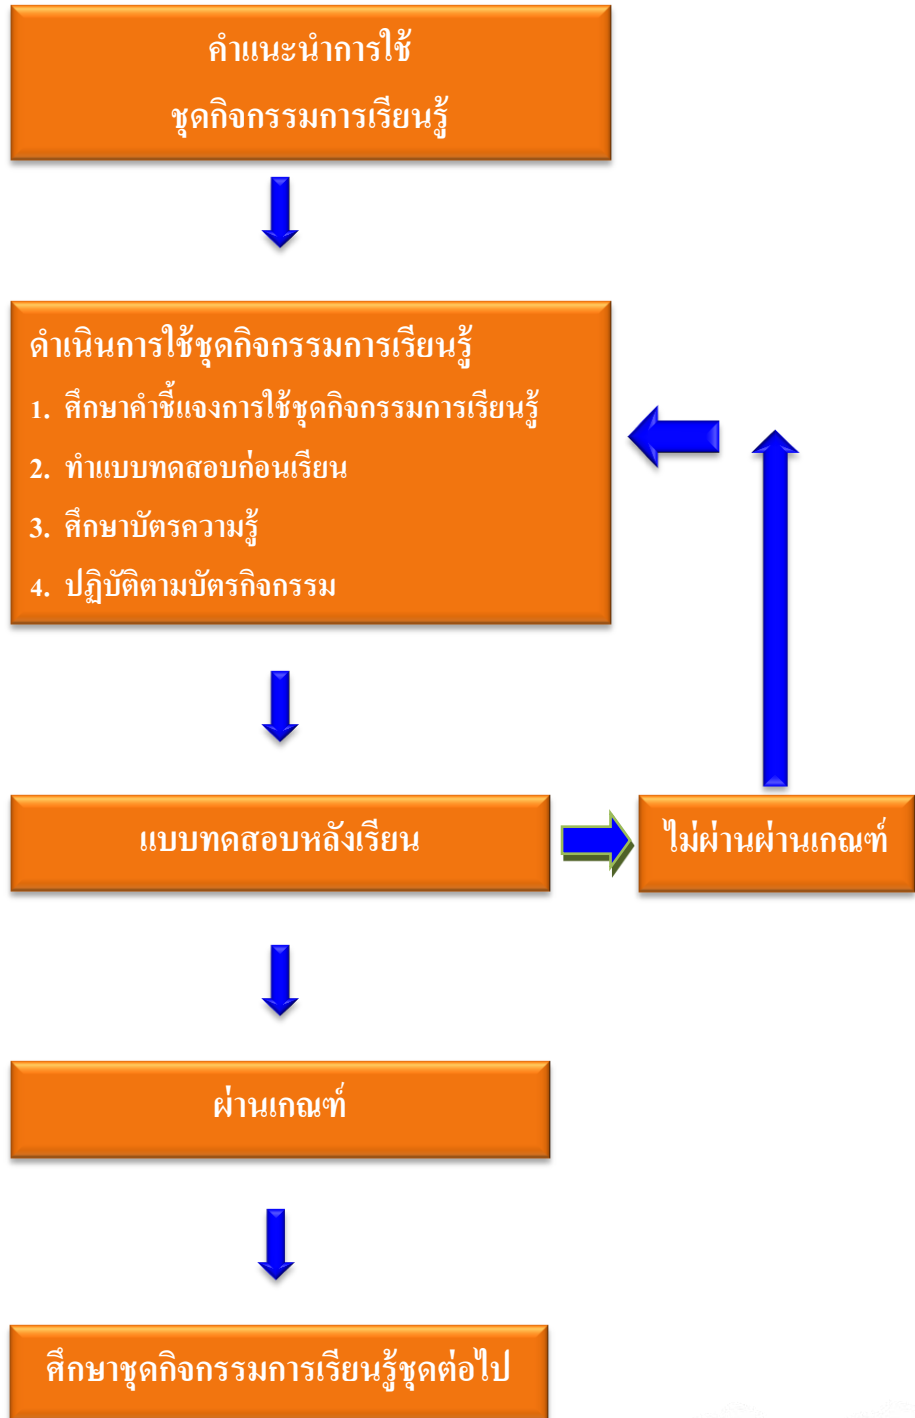 คำแนะนำการใช้
ชุดกิจกรรมการเรียนรู้
ดำเนินการใช้ชุดกิจกรรมการเรียนรู้
1. ศึกษาคำชี้แจงการใช้ชุดกิจกรรมการเรียนรู้
2. ทำแบบทดสอบก่อนเรียน
3. ศึกษาบัตรความรู้
4. ปฏิบัติตามบัตรกิจกรรม
แบบทดสอบหลังเรียน
ไม่ผ่านผ่านเกณฑ์
ผ่านเกณฑ์
ศึกษาชุดกิจกรรมการเรียนรู้ชุดต่อไป